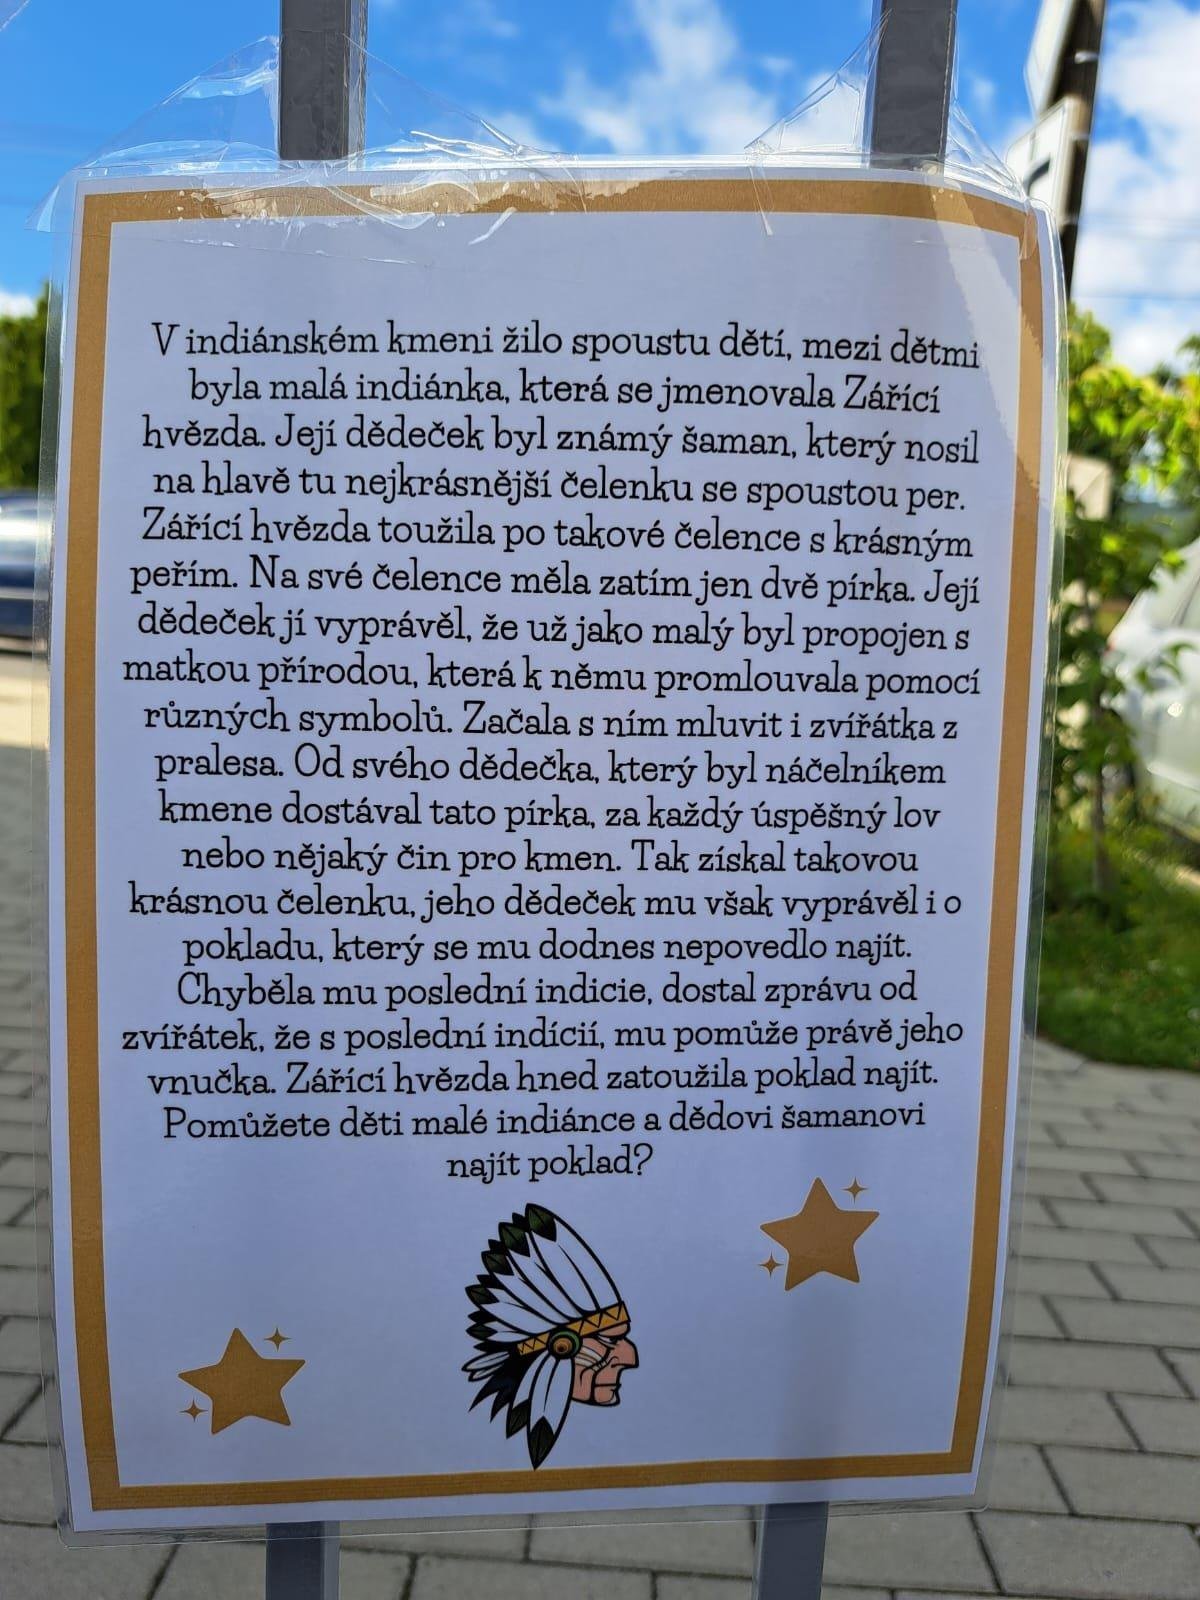 V indiánském kmeni žilo spoustu dětí, mezi dětmi
byla malá indiánka, která se jmenovala Zářící
hvězda. Její dědeček byl známý šaman, který nosil
na hlavě tu nejkrásnější čelenku se spoustou per.
Zářící hvězda toužila po takové čelence s krásným
peřím. Na své čelence měla zatím jen dvě pírka. Její
dědeček jí vyprávěl, že už jako malý byl propojen s
matkou přírodou, která k němu promlouvala pomocí
různých symbolů. Začala s ním mluvit i zvířátka z
pralesa. Od svého dědečka, který byl náčelníkem
kmene dostával tato pírka, za každý úspěšný lov
nebo nějaký čin pro kmen. Tak získal takovou
krásnou čelenku, jeho dědeček mu však vyprávěl i o
pokladu, který se mu dodnes nepovedlo najít.
Chyběla mu poslední indicie, dostal zprávu od
zvířátek, že s poslední indícií, mu pomůže právě jeho
vnučka. Zářící hvězda hned zatoužila poklad najít.
Pomůžete děti malé indiánce a dědovi šamanovi
najít poklad?